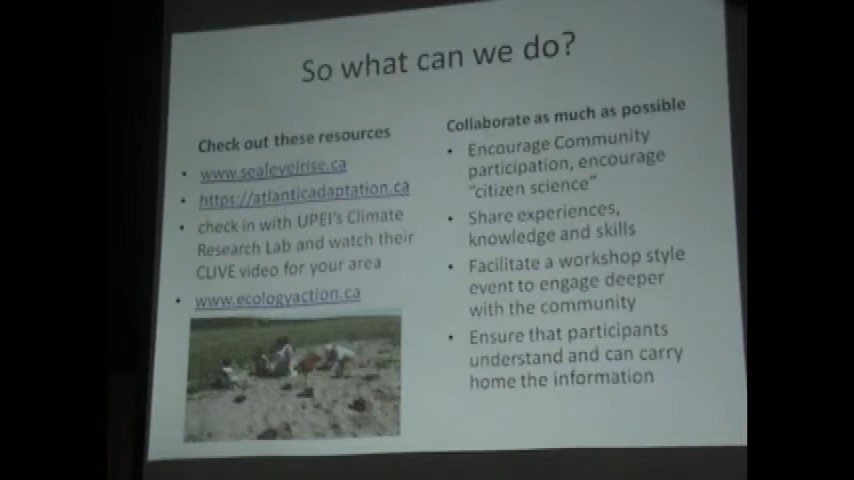 So what can we do?
Check out these resources
• www.sealevelrise.ca
• https://atlanticadaptation.ca
• check in with UPEI's Climate
Research Lab and watch their
CLIVE video for your area
• www.ecologyaction.ca
Collaborate as much as possible
• Encourage Community
participation, encourage
"citizen science"
• Share experiences,
knowledge and skills
• Facilitate a workshop style
event to engage deeper
with the community
• Ensure that participants
understand and can carry
home the information